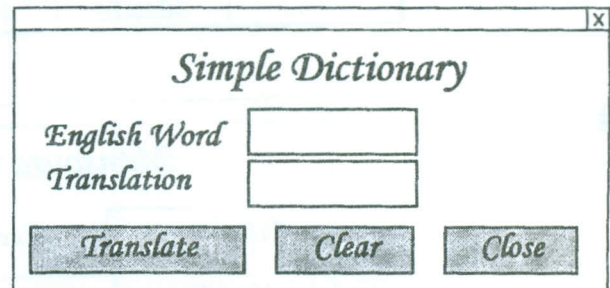 X
Simple Dictionary
English Word
Translation
Translate Clear Close